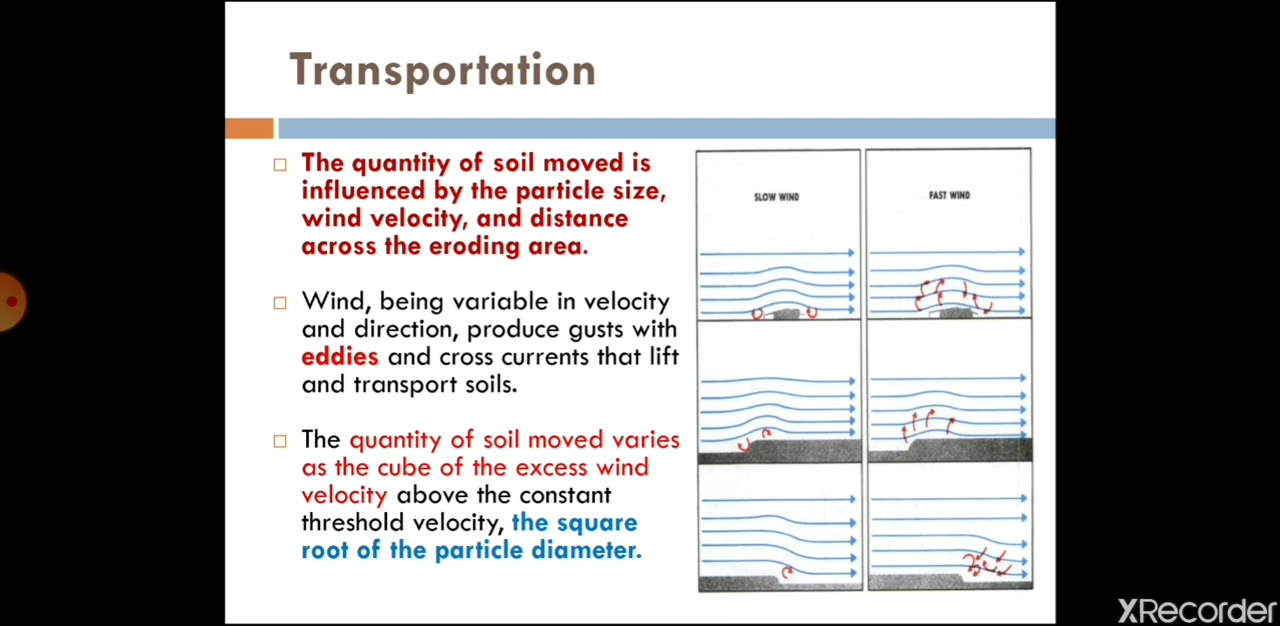 Transportation
The quantity of soil moved is
influenced by the particle size,
wind velocity, and distance
across the eroding area.
Wind, being variable in velocity
and direction, produce gusts with
eddies and cross currents that lift
and transport soils.
The quantity of soil moved varies
as the cube of the excess wind
velocity above the constant
threshold velocity, the square
root of the particle diameter.
SLOW WIND
FAST WIND
XRecorder